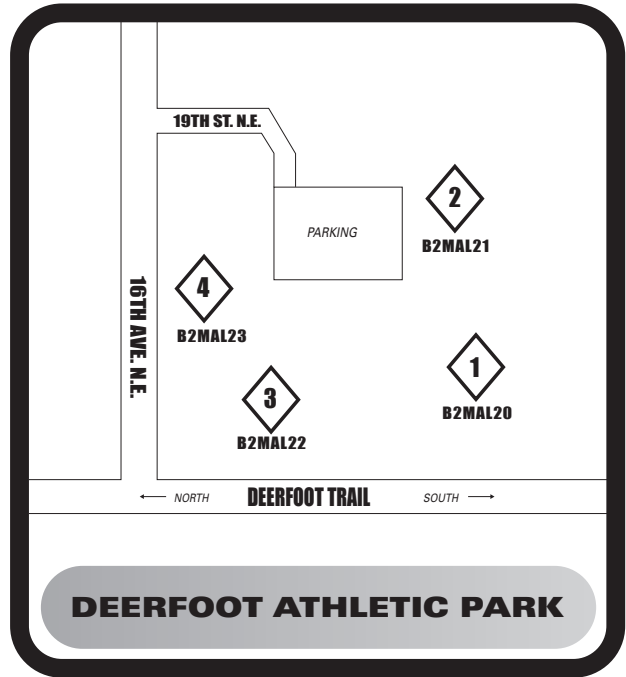 19TH ST. N.E.
2
PARKING
B2MAL21
4
16TH AVE. N.E.
B2MAL23
1
3
B2MAL20
B2MAL22
NORTH DEERFOOT TRAIL SOUTH
DEERFOOT ATHLETIC PARK